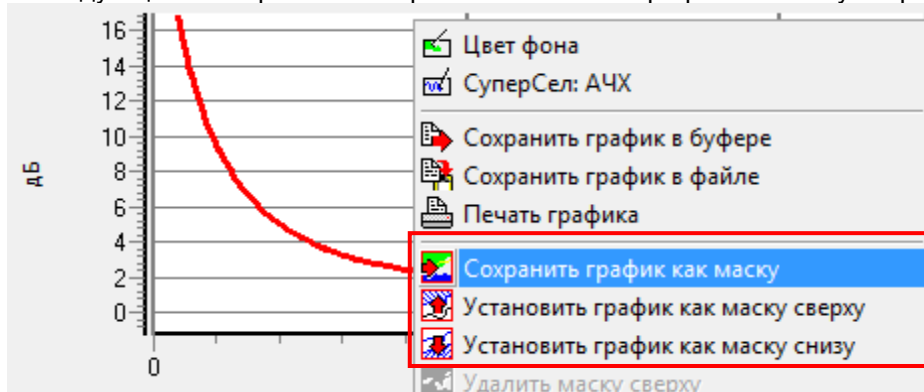 16
14
12
10
8
6
4
2
0
дБ
0
Цвет фона
СуперСел: АЧХ
Сохранить график в буфере
Сохранить график в файле
Печать графика
Сохранить график как маску
Установить график как маску сверху
Установить график как маску снизу
Удалить маску сверху